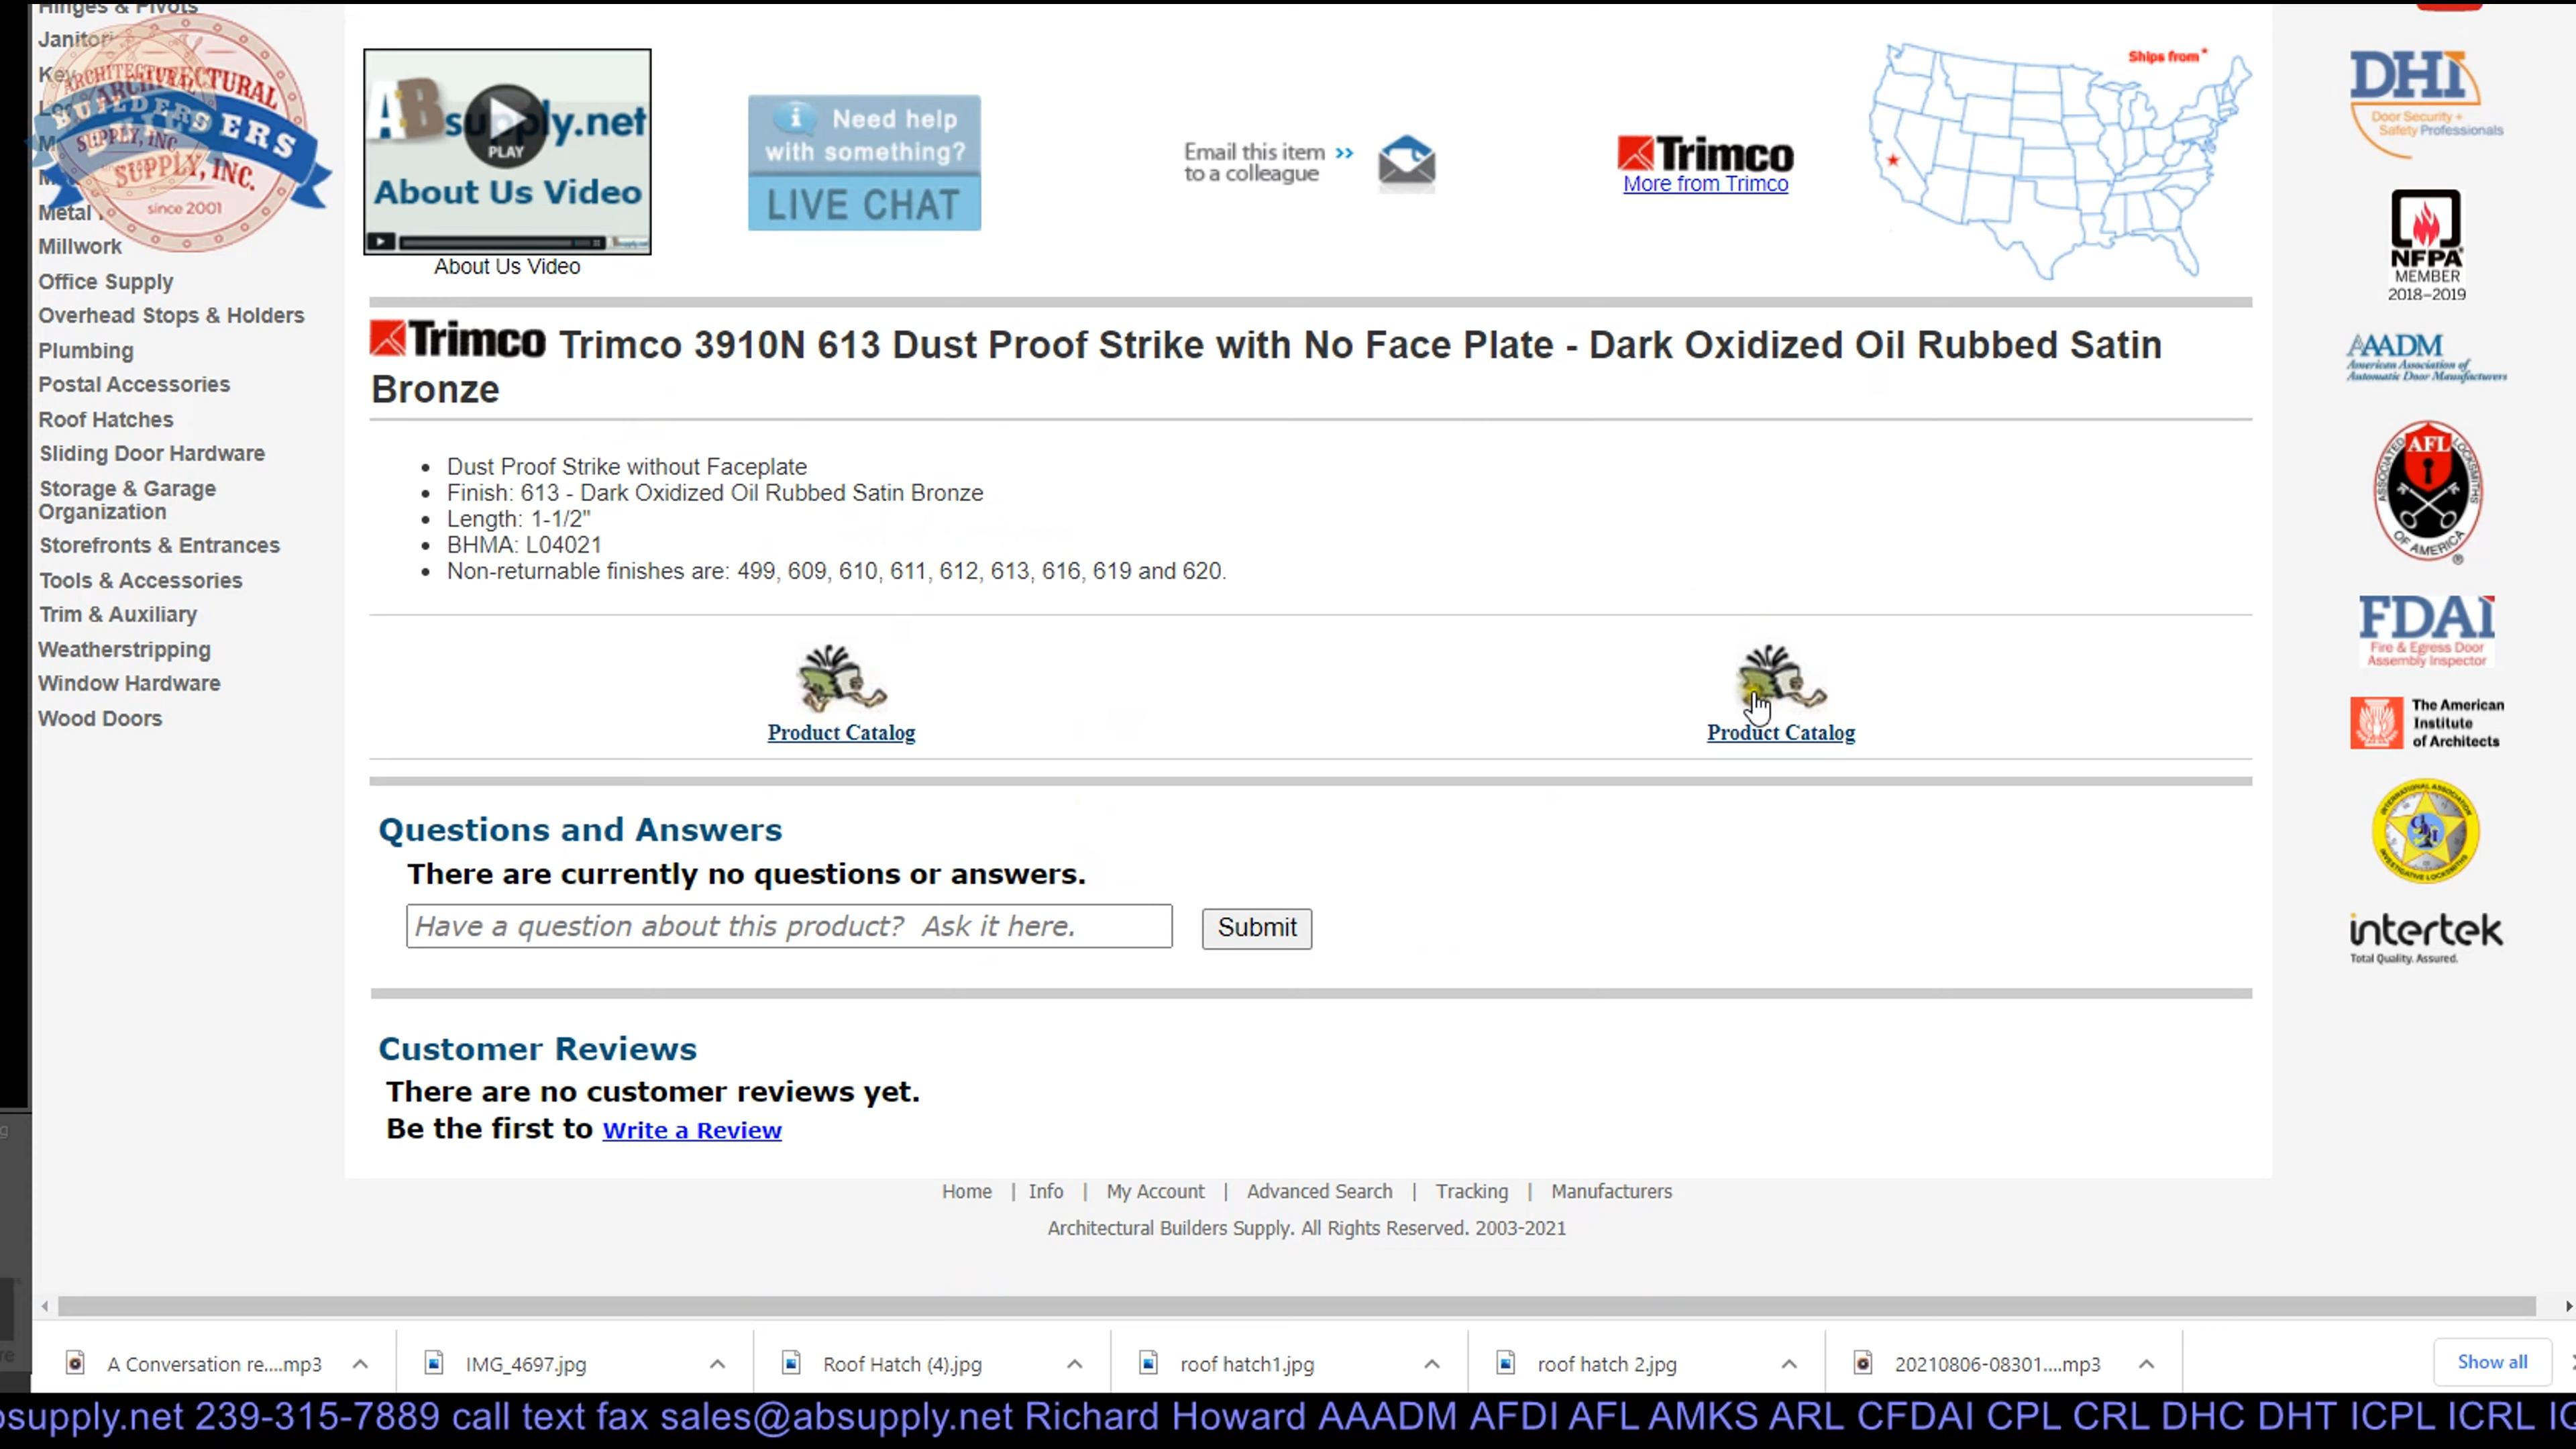 Hinges & Pivots
Janitori
Key
Metal
Millwork
Office Supply
Overhead Stops & Holders
Plumbing
Postal Accessories
Roof Hatches
Sliding Door Hardware
Storage & Garage
Organization
Storefronts & Entrances
Tools & Accessories
Trim & Auxiliary
Weatherstripping
Window Hardware
Wood Doors
ARCHITECTURAL
BUILDERS
SUPPLY, INC.
since 2001
ABsupply.net
PLAY
About Us Video
About Us Video
Need help
with something?
LIVE CHAT
Email this item >>
to a colleague
Trimco
More from Trimco
Ships from*
Trimco Trimco 3910N 613 Dust Proof Strike with No Face Plate - Dark Oxidized Oil Rubbed Satin
Bronze
• Dust Proof Strike without Faceplate
• Finish: 613 - Dark Oxidized Oil Rubbed Satin Bronze
• Length: 1-1/2"
• BHMA: L04021
• Non-returnable finishes are: 499, 609, 610, 611, 612, 613, 616, 619 and 620.
Product Catalog
Product Catalog
Questions and Answers
There are currently no questions or answers.
Have a question about this product? Ask it here.
Submit
Customer Reviews
There are no customer reviews yet.
Be the first to Write a Review
Home | Info | My Account | Advanced Search | Tracking | Manufacturers
Architectural Builders Supply. All Rights Reserved. 2003-2021
DHI
Door Security +
Safety Professionals
NFPA
MEMBER
2018–2019
AAADM
American Association of
Automatic Door Manufacturers
AFL
ASSOCIATED LOCKSMITHS
OF AMERICA
FDAI
Fire & Egress Door
Assembly Inspector
The American
Institute
of Architects
INTERNATIONAL ASSOCIATION
INVESTIGATIVE LOCKSMITHS
intertek
Total Quality. Assured.
A Conversation re....mp3
IMG_4697.jpg
Roof Hatch (4).jpg
roof hatch1.jpg
roof hatch 2.jpg
20210806-08301....mp3
Show all
bsupply.net 239-315-7889 call text fax sales@absupply.net Richard Howard AAADM AFDI AFL AMKS ARL CFDAI CPL CRL DHC DHT ICPL ICRL